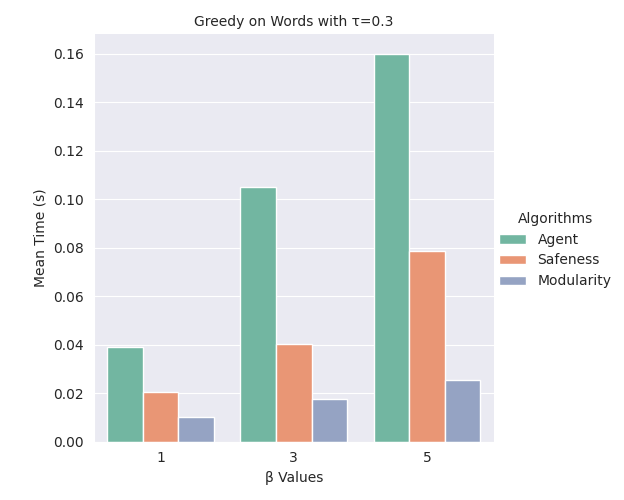 Greedy on Words with τ=0.3
0.16
0.14
0.12
0.10
0.08
0.06
0.04
0.02
0.00
Mean Time (s)
1 3 5
β Values
Algorithms
Agent
Safeness
Modularity